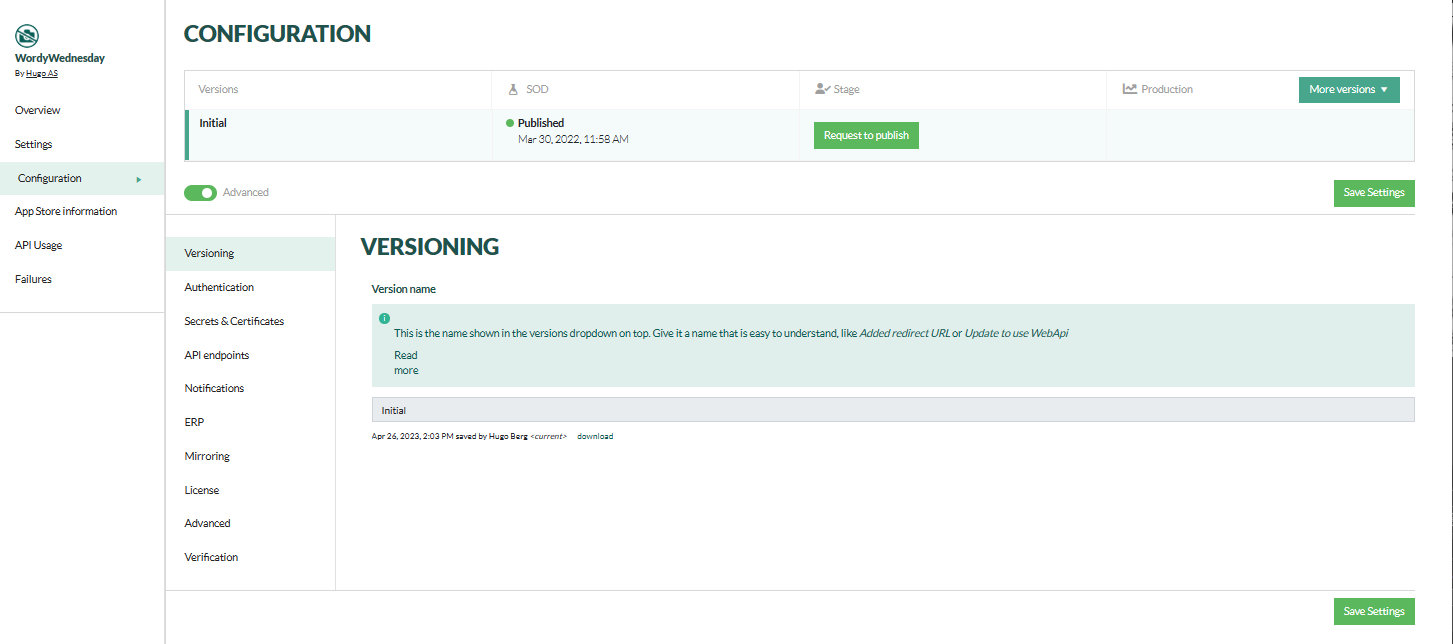 WordyWednesday
By Hugo AS
Overview
Settings
Configuration
App Store information
API Usage
Failures
CONFIGURATION
Versions
SOD
Stage
Production
More versions
Initial
Published
Mar 30, 2022, 11:58 AM
Request to publish
Advanced
Save Settings
Versioning
Authentication
Secrets & Certificates
API endpoints
Notifications
ERP
Mirroring
License
Advanced
Verification
VERSIONING
Version name
This is the name shown in the versions dropdown on top. Give it a name that is easy to understand, like Added redirect URL or Update to use WebApi
Read
more
Initial
Apr 26, 2023, 2:03 PM saved by Hugo Berg <current> download
Save Settings